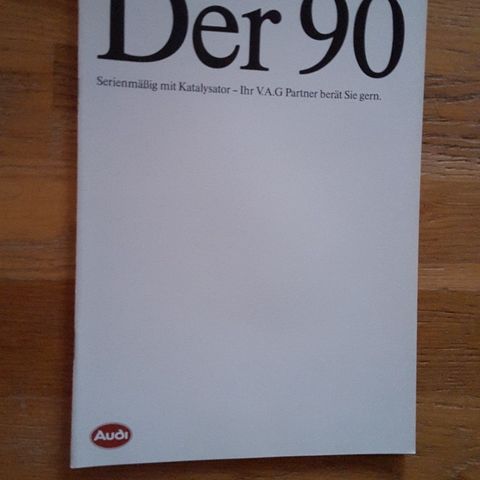 Der 90
Serienmäßig mit Katalysator – Ihr V.A.G Partner berät Sie gern.
Audi